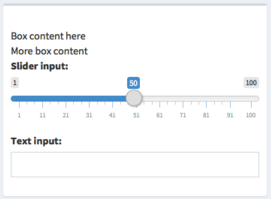 Box content here
More box content
Slider input:
1 50 100
1 11 21 31 41 51 61 71 81 91 100
Text input: